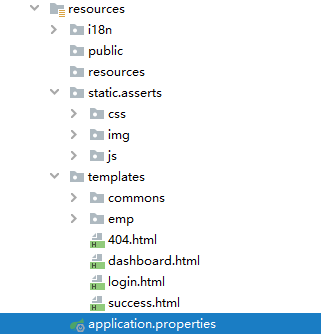 resources
i18n
public
resources
static.asserts
css
img
js
templates
commons
emp
404.html
dashboard.html
login.html
success.html
application.properties